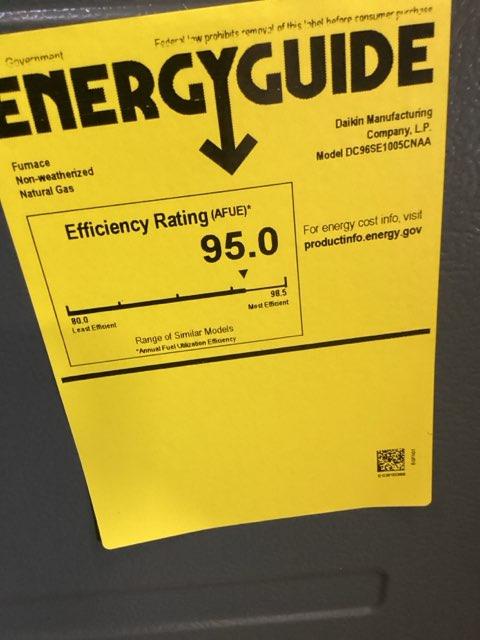 Government
Federal law prohibits removal of this label before consumer purchase
ENERGYGUIDE
Furnace
Non-weatherized
Natural Gas
Daikin Manufacturing
Company, L.P.
Model DC96SE1005CNAA
Efficiency Rating (AFUE)*
95.0
80.0
Least Efficient
98.5
Most Efficient
Range of Similar Models
*Annual Fuel Utilization Efficiency
For energy cost info, visit
productinfo.energy.gov